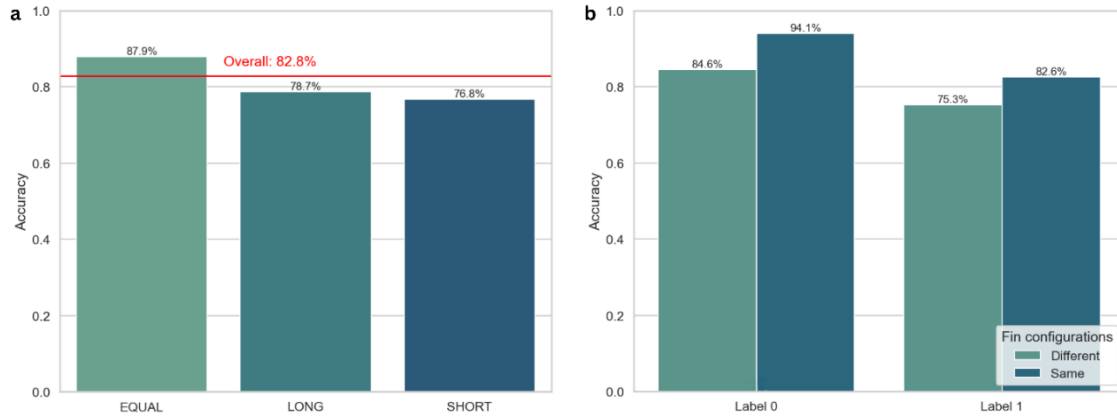 a
1.0
0.8
0.6
0.4
0.2
0.0
Accuracy
87.9%
Overall: 82.8%
78.7%
76.8%
EQUAL
LONG
SHORT
b
1.0
0.8
0.6
0.4
0.2
0.0
Accuracy
84.6%
94.1%
75.3%
82.6%
Fin configurations
Different
Same
Label 0
Label 1